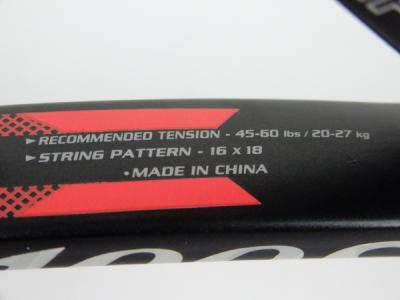 RECOMMENDED TENSION - 45-60 lbs / 20-27 kg
STRING PATTERN - 16 x 18
• MADE IN CHINA